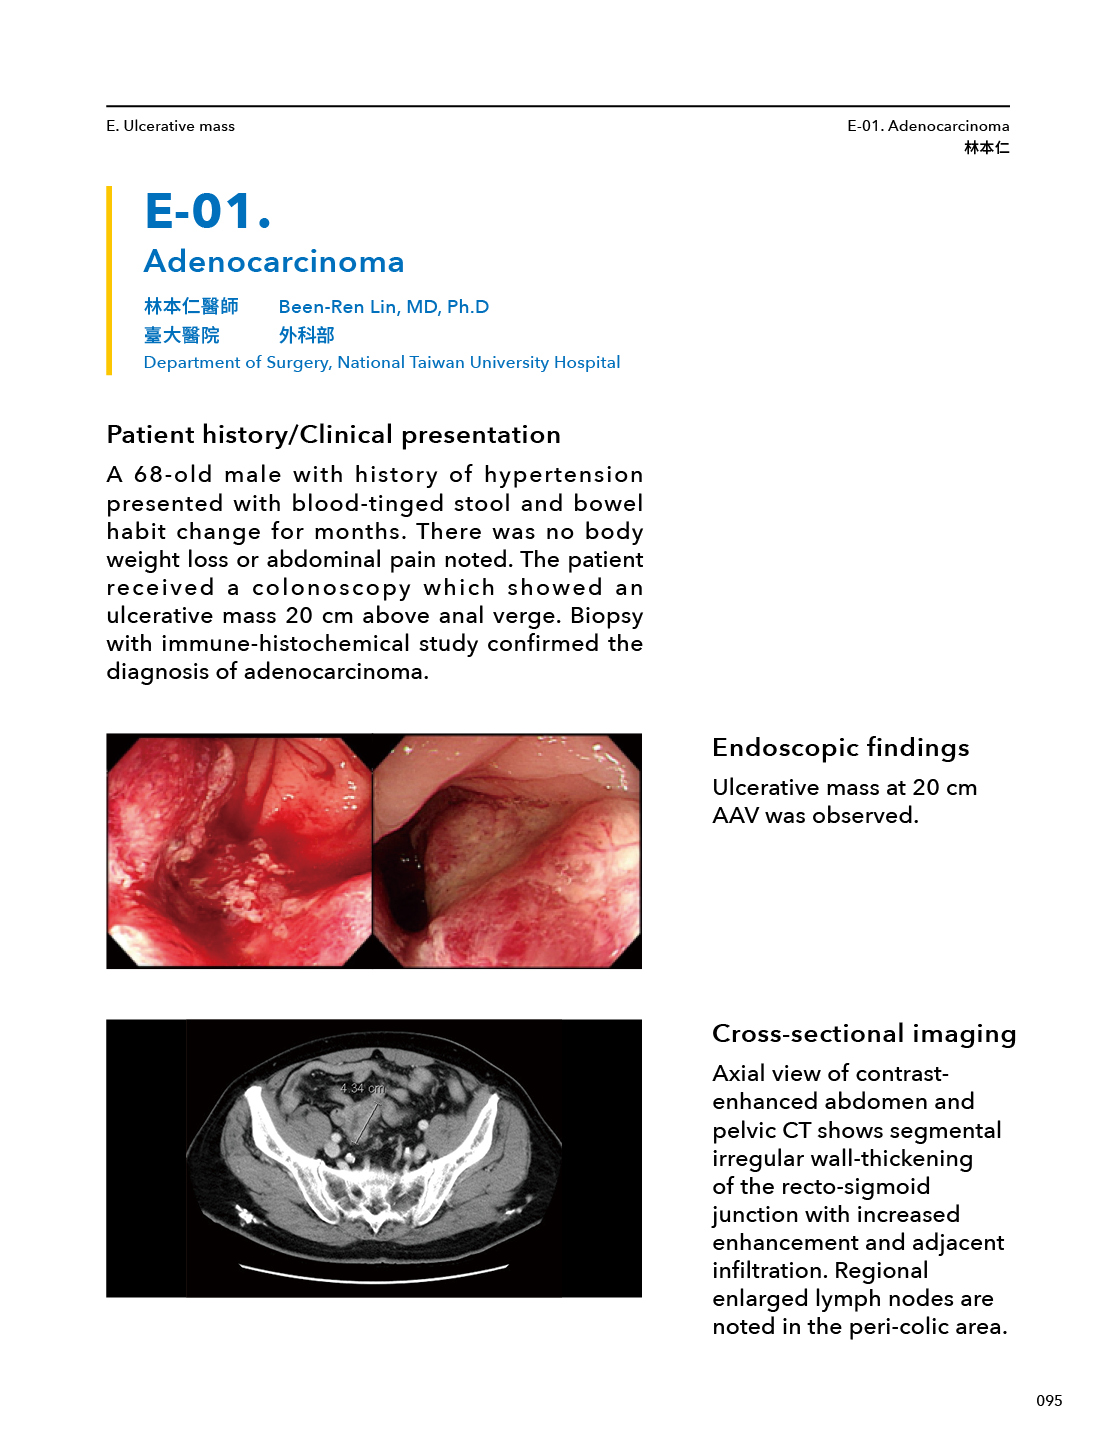 E. Ulcerative mass
E-01. Adenocarcinoma
林本仁
E-01.
Adenocarcinoma
林本仁醫師 Been-Ren Lin, MD, Ph.D
臺大醫院 外科部
Department of Surgery, National Taiwan University Hospital
Patient history/Clinical presentation
A 68-old male with history of hypertension
presented with blood-tinged stool and bowel
habit change for months. There was no body
weight loss or abdominal pain noted. The patient
received a colonoscopy which showed an
ulcerative mass 20 cm above anal verge. Biopsy
with immune-histochemical study confirmed the
diagnosis of adenocarcinoma.
Endoscopic findings
Ulcerative mass at 20 cm
AAV was observed.
4.34 cm
Cross-sectional imaging
Axial view of contrast-
enhanced abdomen and
pelvic CT shows segmental
irregular wall-thickening
of the recto-sigmoid
junction with increased
enhancement and adjacent
infiltration. Regional
enlarged lymph nodes are
noted in the peri-colic area.
095